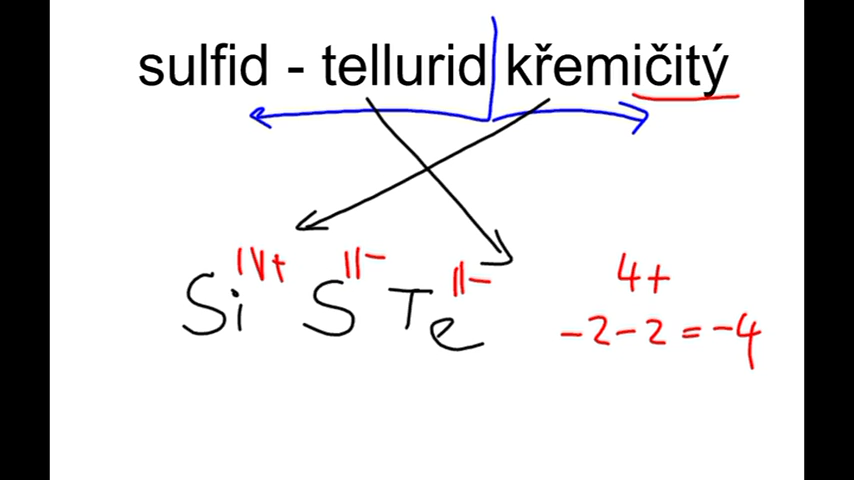 sulfid - tellurid křemičitý
Si IV+ S II- Te II- 4+
-2-2=-4